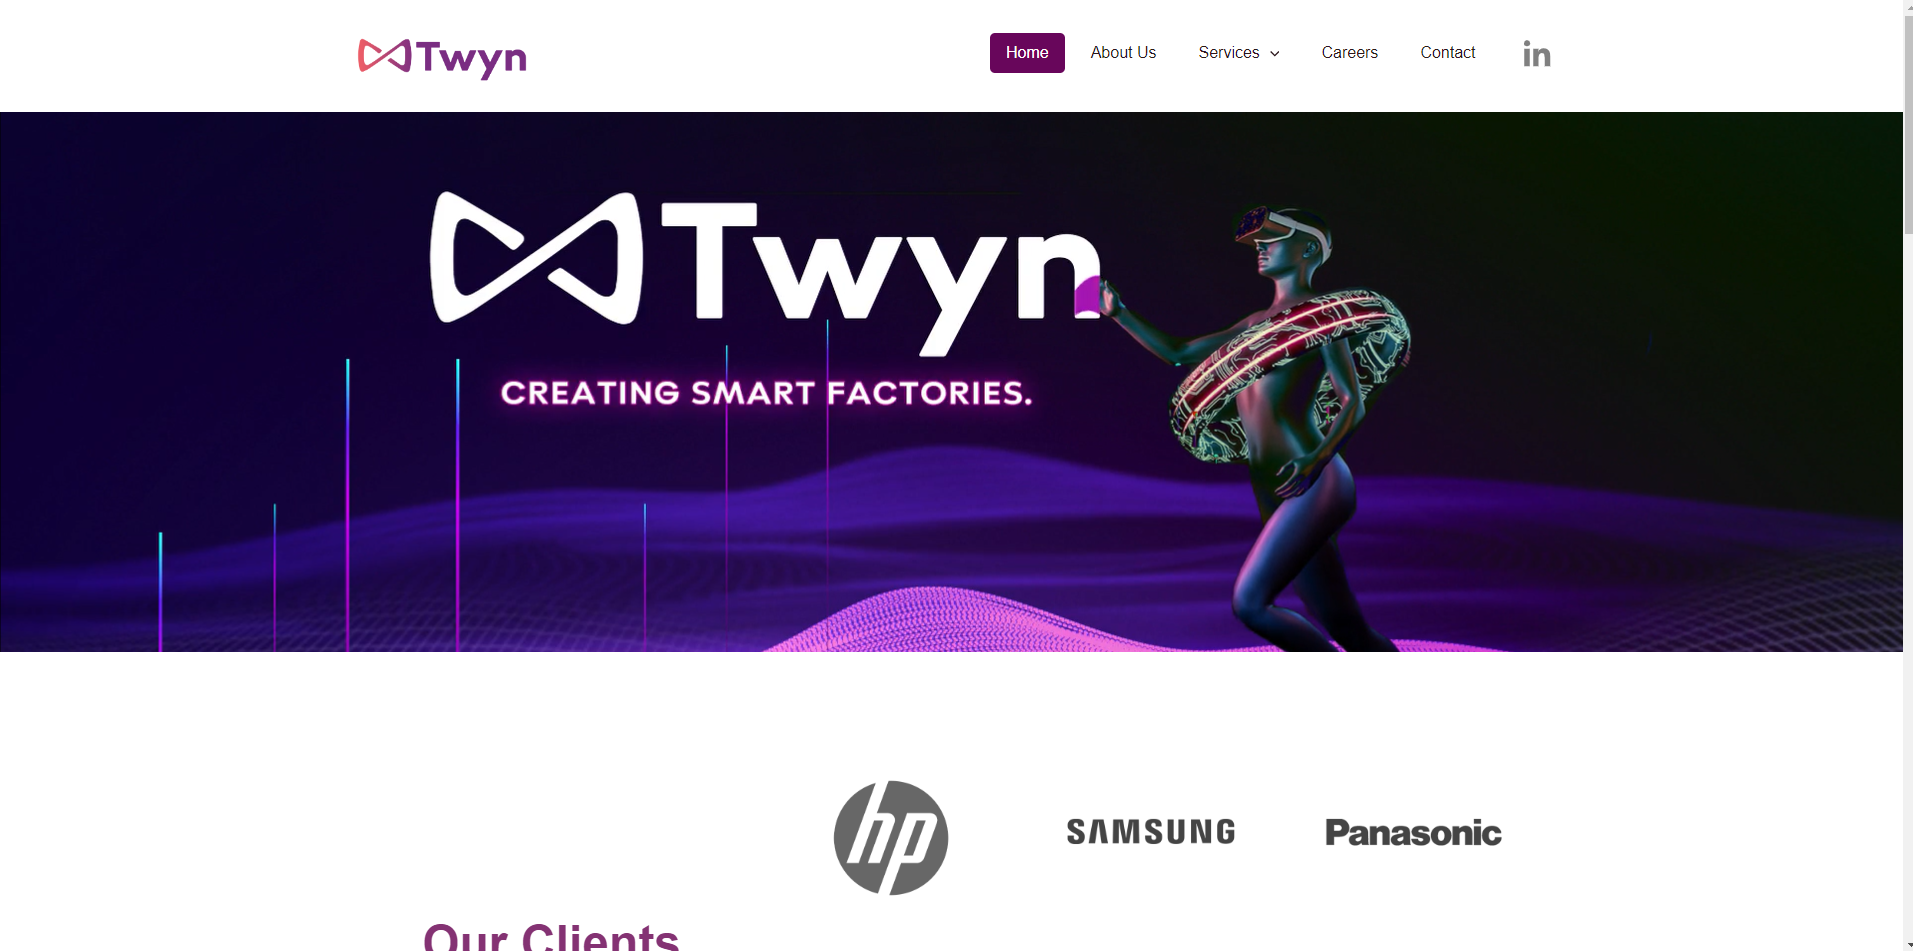 Twyn
Home
About Us
Services
Careers
Contact
in
Twyn
CREATING SMART FACTORIES.
hp
SAMSUNG
Panasonic
Our Clients